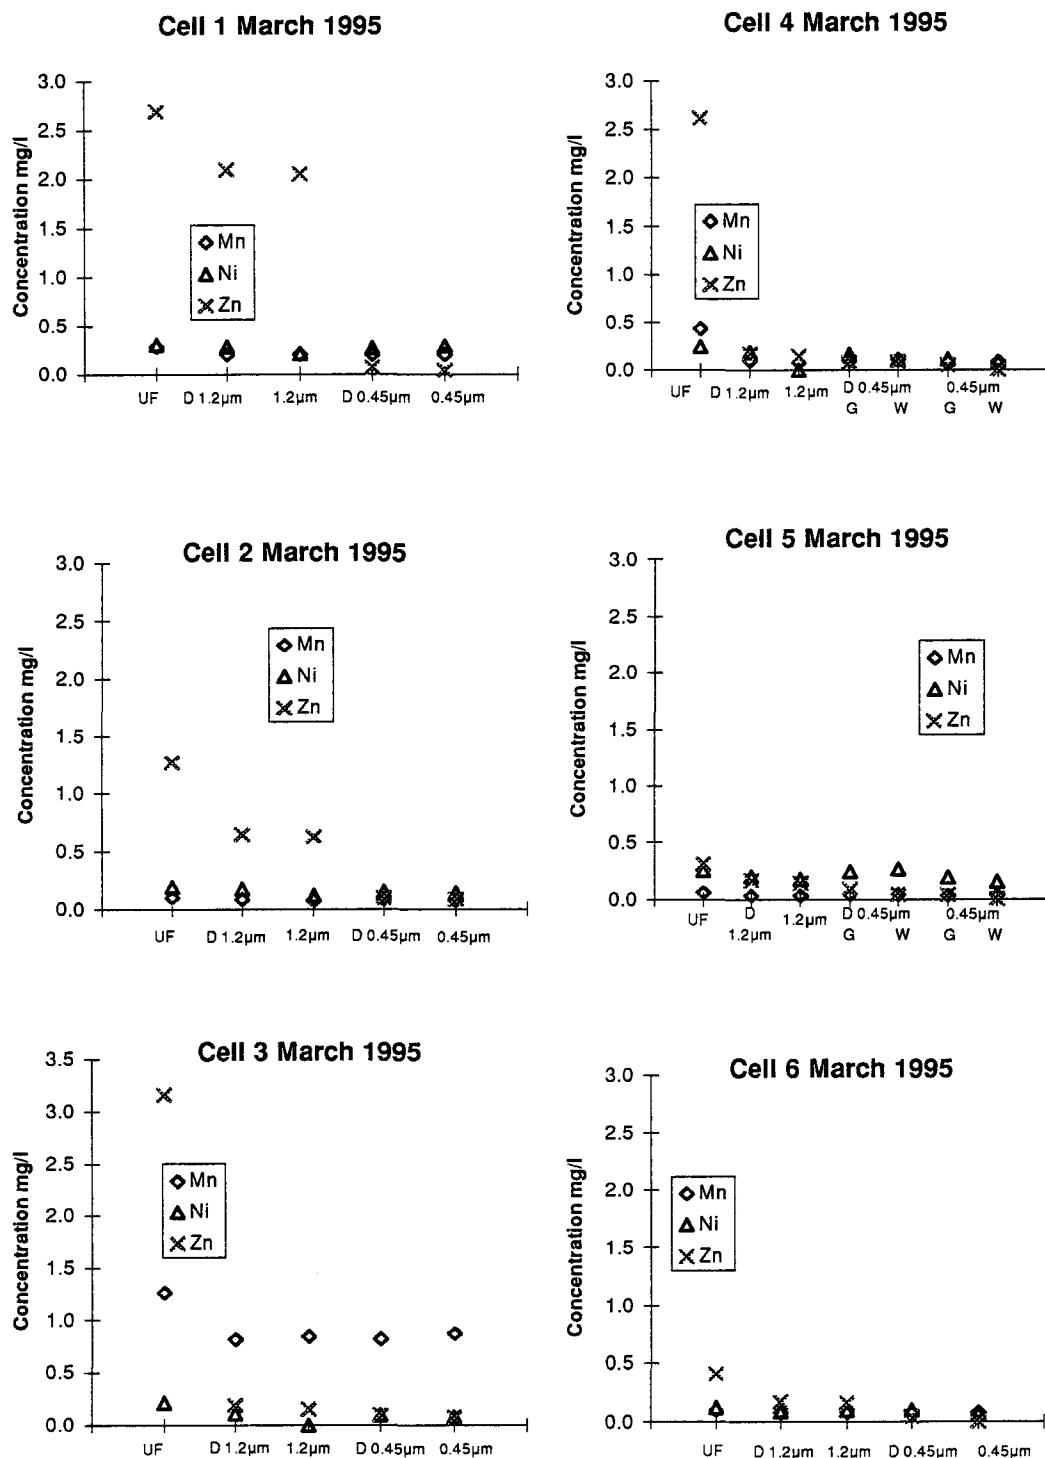 Cell 1 March 1995
Concentration mg/l
3.0
2.5
2.0
1.5
1.0
0.5
0.0
Mn
Ni
Zn
UF D 1.2µm 1.2µm D 0.45µm 0.45µm
Cell 4 March 1995
Concentration mg/l
3.0
2.5
2.0
1.5
1.0
0.5
0.0
Mn
Ni
Zn
UF D 1.2µm 1.2µm D 0.45µm 0.45µm
G W G W
Cell 2 March 1995
Concentration mg/l
3.0
2.5
2.0
1.5
1.0
0.5
0.0
Mn
Ni
Zn
UF D 1.2µm 1.2µm D 0.45µm 0.45µm
Cell 5 March 1995
Concentration mg/l
3.0
2.5
2.0
1.5
1.0
0.5
0.0
Mn
Ni
Zn
UF D 1.2µm D 0.45µm 0.45µm
1.2µm G W G W
Cell 3 March 1995
Concentration mg/l
3.5
3.0
2.5
2.0
1.5
1.0
0.5
0.0
Mn
Ni
Zn
UF D 1.2µm 1.2µm D 0.45µm 0.45µm
Cell 6 March 1995
Concentration mg/l
3.0
2.5
2.0
1.5
1.0
0.5
0.0
Mn
Ni
Zn
UF D 1.2µm 1.2µm D 0.45µm 0.45µm